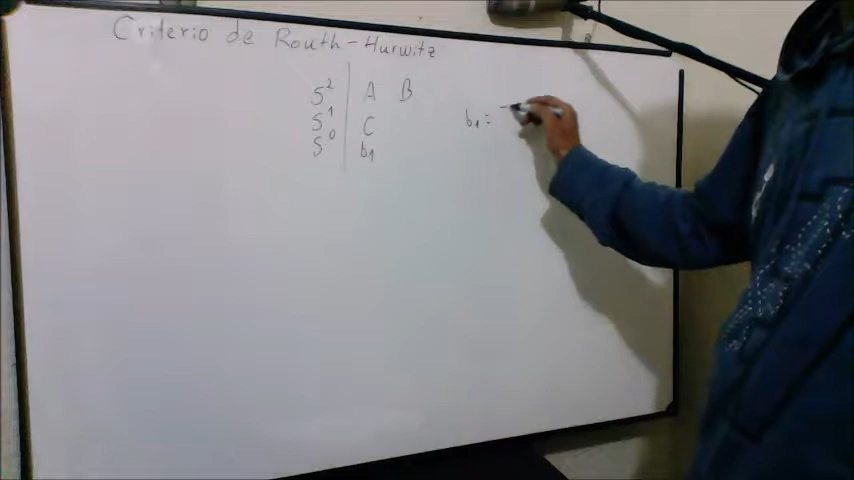 Criterio de Routh-Hurwitz
S² | A B
S¹ | C
S⁰ | b₁
b₁ = -